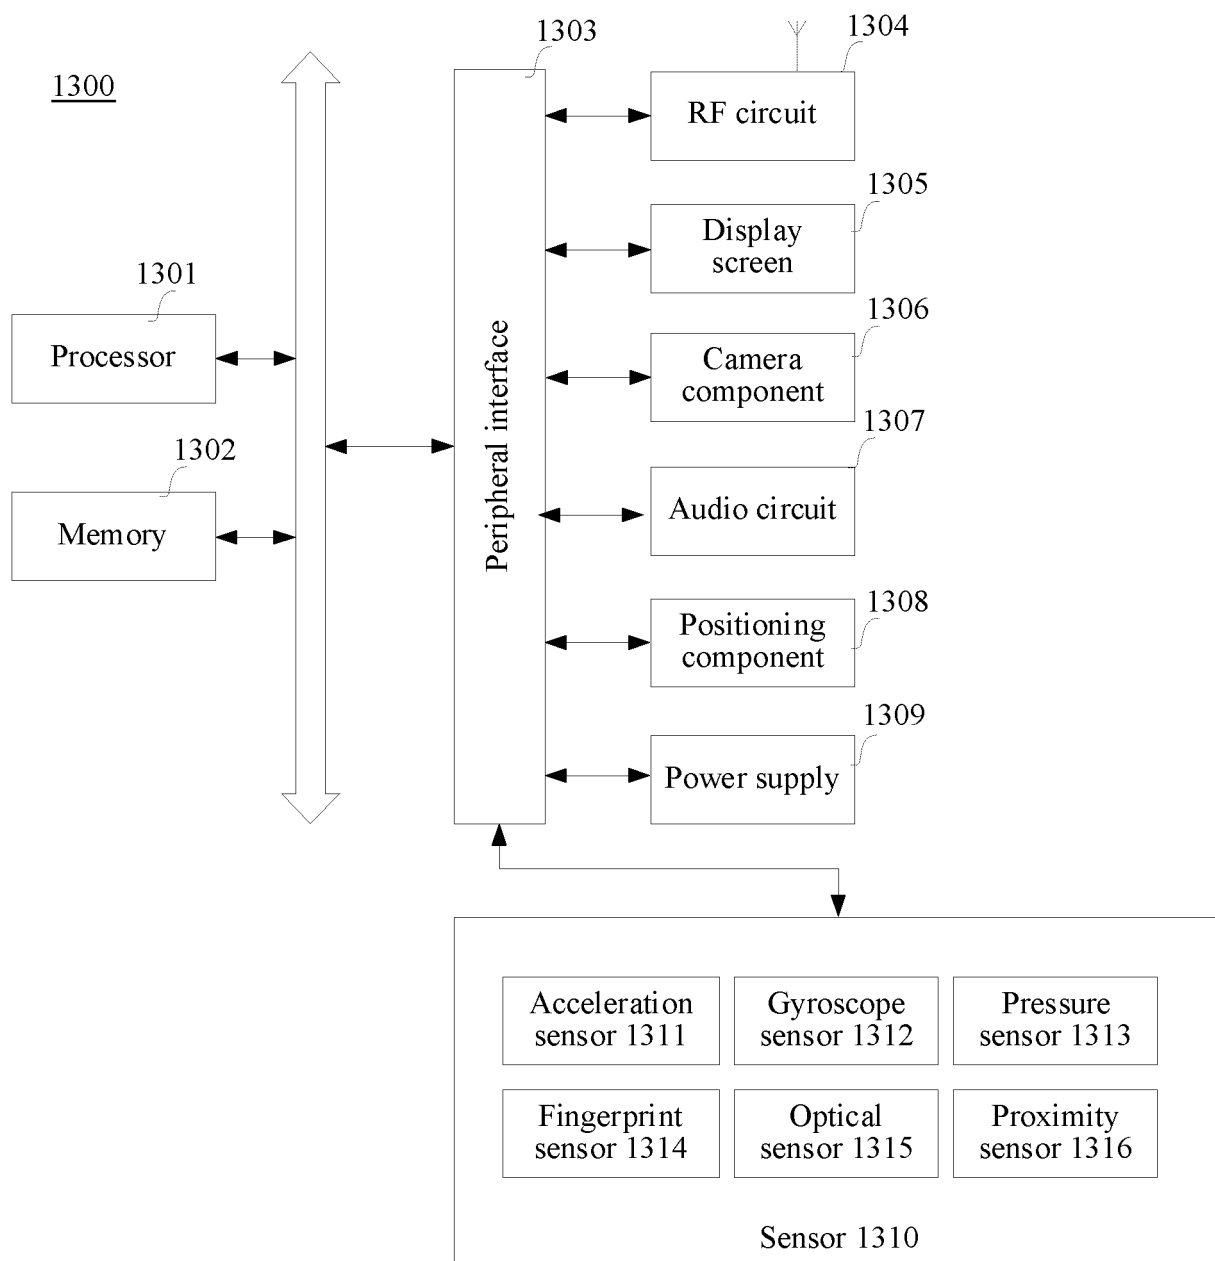 1300
1301
Processor
1302
Memory
1303
Peripheral interface
1304
RF circuit
1305
Display
screen
1306
Camera
component
1307
Audio circuit
1308
Positioning
component
1309
Power supply
Acceleration
sensor 1311
Gyroscope
sensor 1312
Pressure
sensor 1313
Fingerprint
sensor 1314
Optical
sensor 1315
Proximity
sensor 1316
Sensor 1310